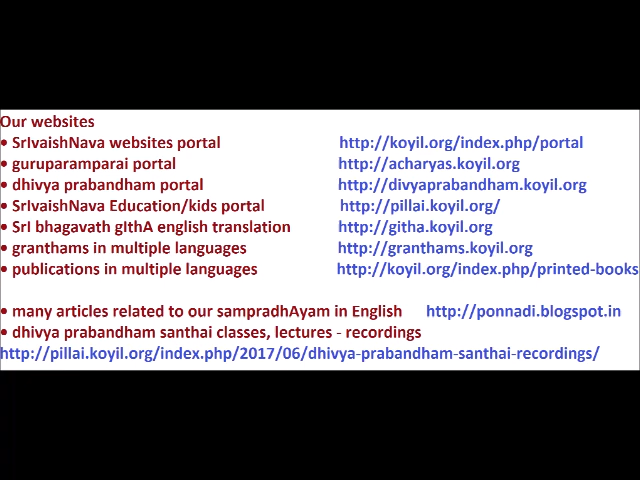 Our websites
• SrIvaishNava websites portal http://koyil.org/index.php/portal
• guruparamparai portal http://acharyas.koyil.org
• dhivya prabandham portal http://divyaprabandham.koyil.org
• SrIvaishNava Education/kids portal http://pillai.koyil.org/
• SrI bhagavath gIthA english translation http://githa.koyil.org
• granthams in multiple languages http://granthams.koyil.org
• publications in multiple languages http://koyil.org/index.php/printed-books
• many articles related to our sampradhAyam in English http://ponnadi.blogspot.in
• dhivya prabandham santhai classes, lectures - recordings
http://pillai.koyil.org/index.php/2017/06/dhivya-prabandham-santhai-recordings/